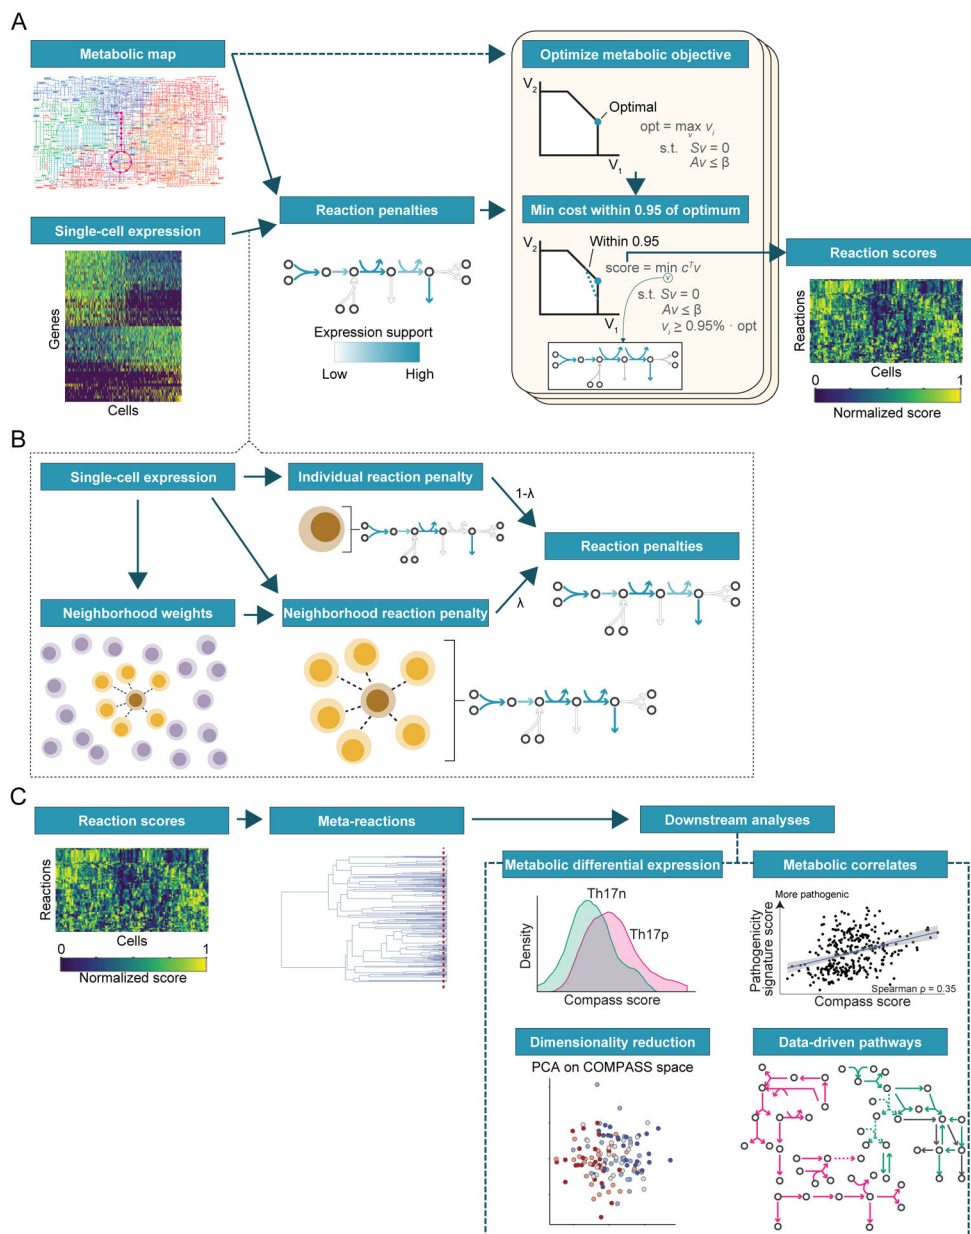 A
Metabolic map
Optimize metabolic objective
V2
Optimal
opt = max vi
v
s.t. Sv = 0
Av ≤ β
V1
Single-cell expression
Genes
Cells
Reaction penalties
Expression support
Low High
Min cost within 0.95 of optimum
V2
Within 0.95
score = min cᵀv
v
s.t. Sv = 0
Av ≤ β
vi ≥ 0.95% · opt
V1
Reaction scores
Reactions
Cells
0 1
Normalized score
B
Single-cell expression
Individual reaction penalty
1-λ
Reaction penalties
Neighborhood weights
Neighborhood reaction penalty
λ
C
Reaction scores
Reactions
Cells
0 1
Normalized score
Meta-reactions
Downstream analyses
Metabolic differential expression
Th17n
Th17p
Density
Compass score
Metabolic correlates
More pathogenic
Pathogenicity
signature score
Spearman ρ = 0.35
Compass score
Dimensionality reduction
PCA on COMPASS space
Data-driven pathways